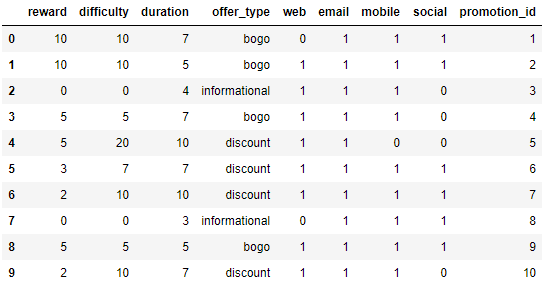 reward difficulty duration offer_type web email mobile social promotion_id
0 10 10 7 bogo 0 1 1 1 1
1 10 10 5 bogo 1 1 1 1 2
2 0 0 4 informational 1 1 1 0 3
3 5 5 7 bogo 1 1 1 0 4
4 5 20 10 discount 1 1 0 0 5
5 3 7 7 discount 1 1 1 1 6
6 2 10 10 discount 1 1 1 1 7
7 0 0 3 informational 0 1 1 1 8
8 5 5 5 bogo 1 1 1 1 9
9 2 10 7 discount 1 1 1 0 10